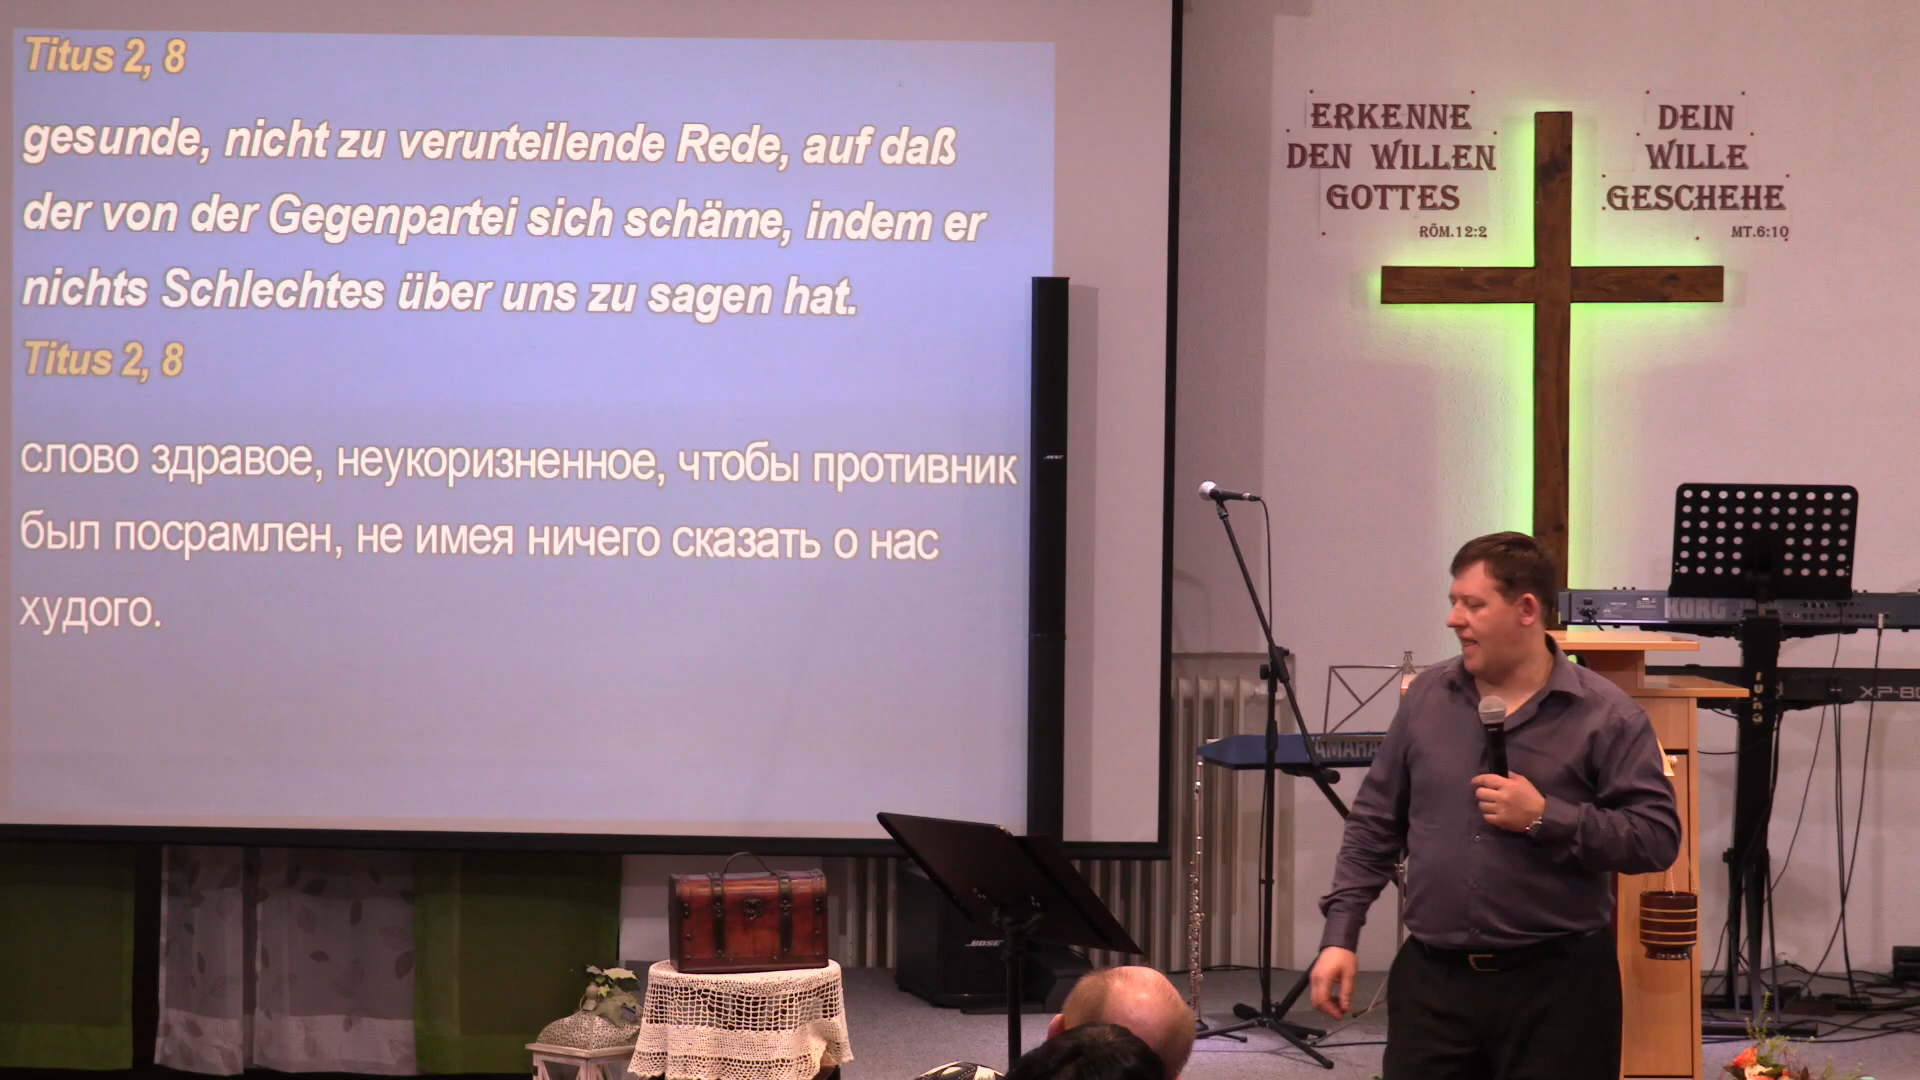 Titus 2, 8
gesunde, nicht zu verurteilende Rede, auf daß
der von der Gegenpartei sich schäme, indem er
nichts Schlechtes über uns zu sagen hat.
Titus 2, 8
слово здравое, неукоризненное, чтобы противник
был посрамлен, не имея ничего сказать о нас
худого.
ERKENNE
DEN WILLEN
GOTTES
RÖM.12:2
DEIN
WILLE
GESCHEHE
MT.6:10
BOSE
KORG
XP-80
YAMAHA
BOSE